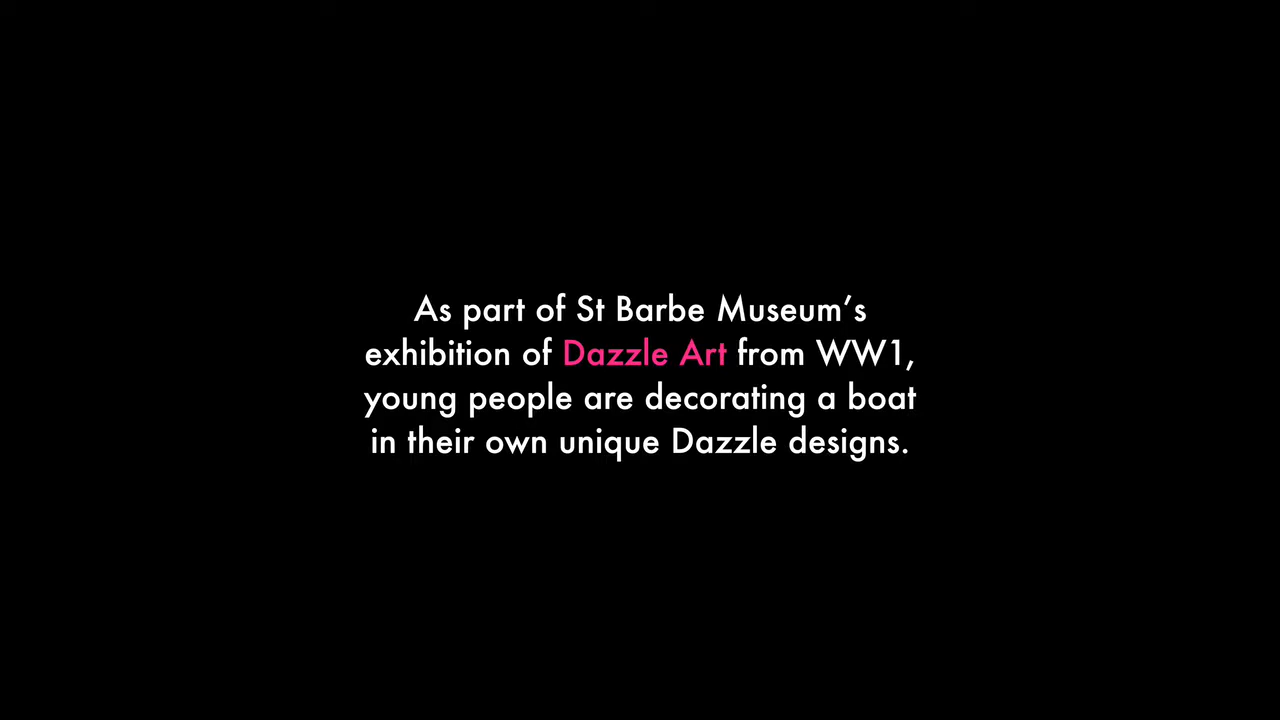 As part of St Barbe Museum’s
exhibition of Dazzle Art from WW1,
young people are decorating a boat
in their own unique Dazzle designs.